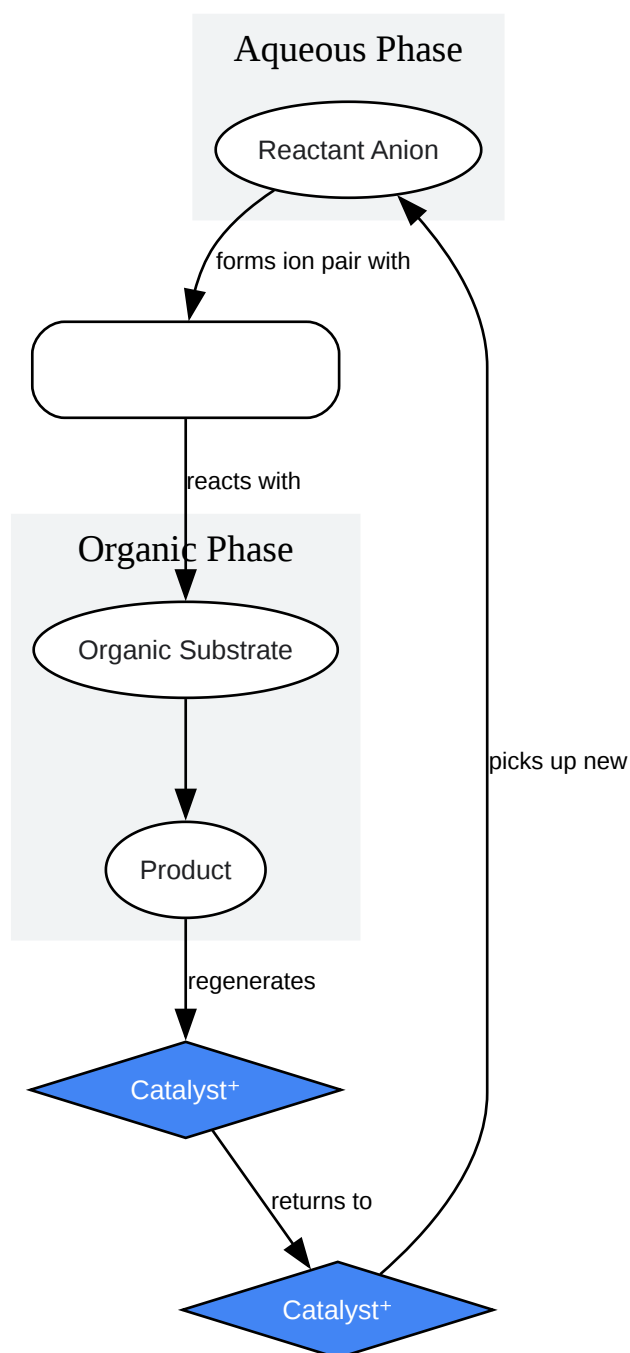 Aqueous Phase
Reactant Anion
forms ion pair with
reacts with
Organic Phase
Organic Substrate
picks up new
Product
regenerates
Catalyst⁺
returns to
Catalyst⁺